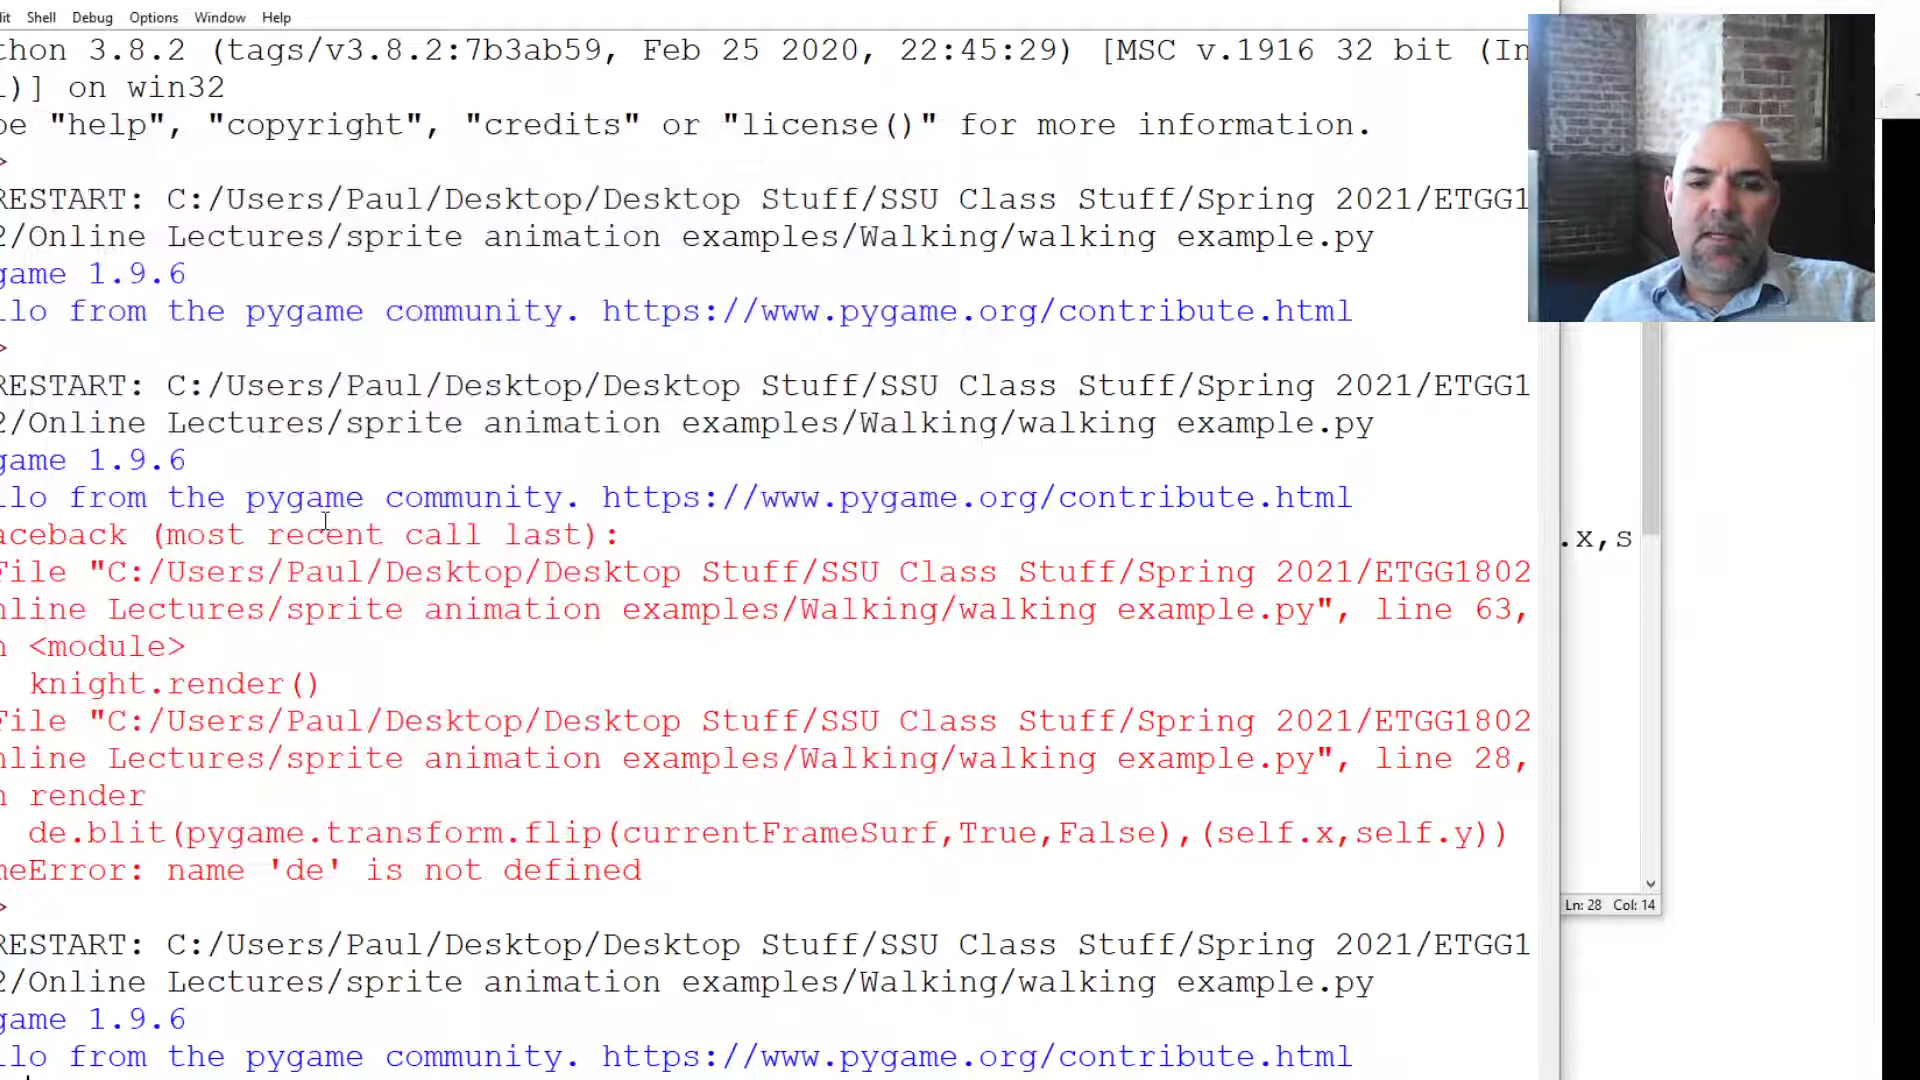 it Shell Debug Options Window Help
thon 3.8.2 (tags/v3.8.2:7b3ab59, Feb 25 2020, 22:45:29) [MSC v.1916 32 bit (In
l)] on win32
pe "help", "copyright", "credits" or "license()" for more information.
>
RESTART: C:/Users/Paul/Desktop/Desktop Stuff/SSU Class Stuff/Spring 2021/ETGG1
2/Online Lectures/sprite animation examples/Walking/walking example.py
game 1.9.6
llo from the pygame community. https://www.pygame.org/contribute.html
>
RESTART: C:/Users/Paul/Desktop/Desktop Stuff/SSU Class Stuff/Spring 2021/ETGG1
2/Online Lectures/sprite animation examples/Walking/walking example.py
game 1.9.6
llo from the pygame community. https://www.pygame.org/contribute.html
aceback (most recent call last):
File "C:/Users/Paul/Desktop/Desktop Stuff/SSU Class Stuff/Spring 2021/ETGG1802
nline Lectures/sprite animation examples/Walking/walking example.py", line 63,
n <module>
knight.render()
File "C:/Users/Paul/Desktop/Desktop Stuff/SSU Class Stuff/Spring 2021/ETGG1802
nline Lectures/sprite animation examples/Walking/walking example.py", line 28,
n render
de.blit(pygame.transform.flip(currentFrameSurf,True,False),(self.x,self.y))
meError: name 'de' is not defined
>
RESTART: C:/Users/Paul/Desktop/Desktop Stuff/SSU Class Stuff/Spring 2021/ETGG1
2/Online Lectures/sprite animation examples/Walking/walking example.py
game 1.9.6
llo from the pygame community. https://www.pygame.org/contribute.html
.x,s
Ln: 28 Col: 14